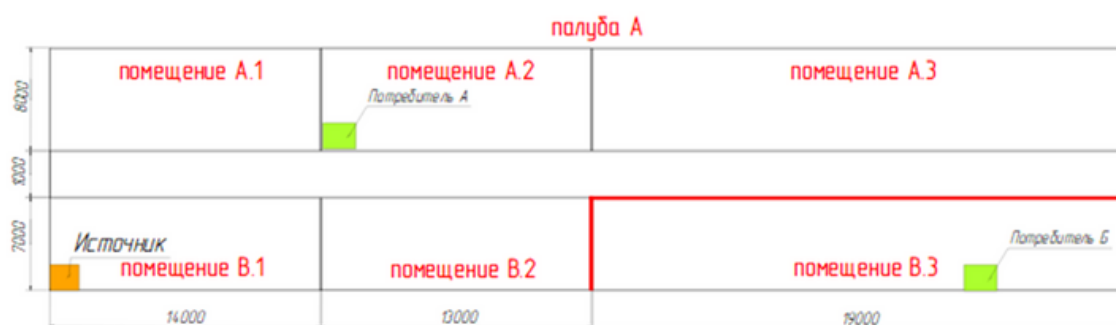 палуба А
помещение А.1
помещение А.2
помещение А.3
Потребитель А
8000
1000
7000
Источник
помещение В.1
помещение В.2
помещение В.3
Потребитель Б
14000
13000
19000